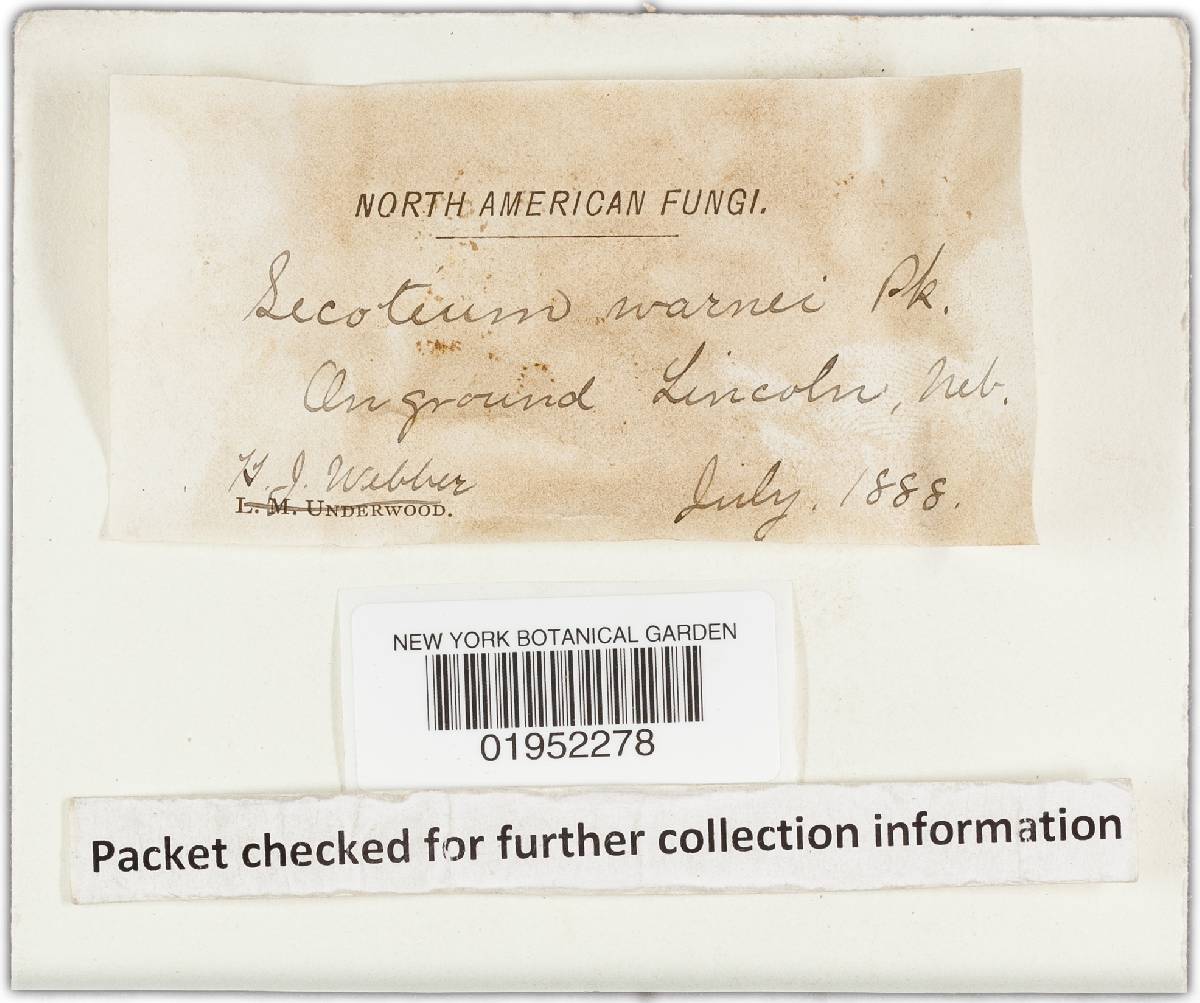 NORTH AMERICAN FUNGI.
Secoteum warnei Pk.
On ground Lincoln, Neb.
H. J. Webber
L. M. UNDERWOOD.
July. 1888.
NEW YORK BOTANICAL GARDEN
01952278
Packet checked for further collection information